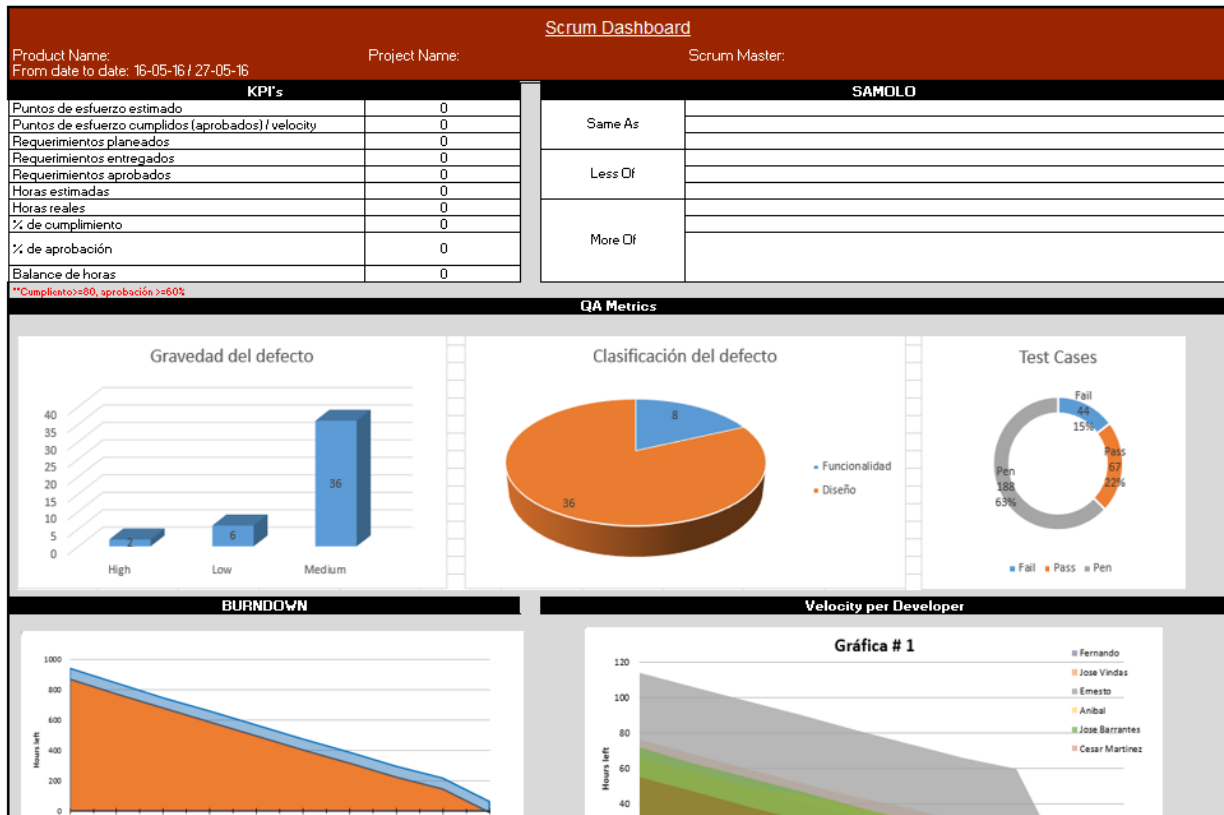 Scrum Dashboard
Product Name: Project Name: Scrum Master:
From date to date: 16-05-16 / 27-05-16
KPI's
Puntos de esfuerzo estimado 0
Puntos de esfuerzo cumplidos (aprobados) / velocity 0
Requerimientos planeados 0
Requerimientos entregados 0
Requerimientos aprobados 0
Horas estimadas 0
Horas reales 0
% de cumplimiento 0
% de aprobación 0
Balance de horas 0
**Cumpliento>=80, aprobación >=60%
SAMOLO
Same As
Less Of
More Of
QA Metrics
Gravedad del defecto
40
35
30
25
20
15
10
5
0
2
6
36
High Low Medium
Clasificación del defecto
8
36
Funcionalidad
Diseño
Test Cases
Fail
44
15%
Pass
67
22%
Pen
188
63%
Fail Pass Pen
BURNDOWN
1000
800
600
400
200
0
Hours left
Velocity per Developer
Gráfica # 1
120
100
80
60
40
Hours left
Fernando
Jose Vindas
Ernesto
Anibal
Jose Barrantes
Cesar Martinez